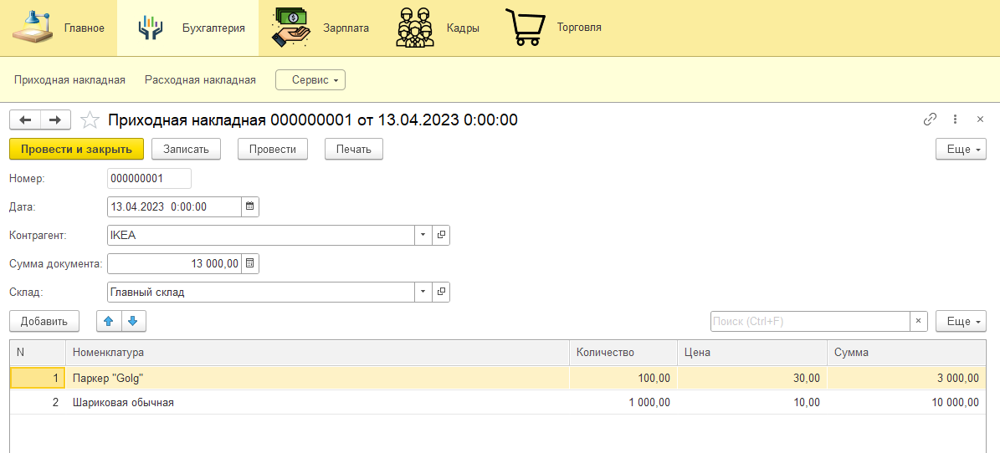 Главное Бухгалтерия Зарплата Кадры Торговля
Приходная накладная Расходная накладная Сервис
Приходная накладная 000000001 от 13.04.2023 0:00:00
Провести и закрыть Записать Провести Печать Еще
Номер: 000000001
Дата: 13.04.2023 0:00:00
Контрагент: IKEA
Сумма документа: 13 000,00
Склад: Главный склад
Добавить Поиск (Ctrl+F) × Еще
N Номенклатура Количество Цена Сумма
1 Паркер "Golg" 100,00 30,00 3 000,00
2 Шариковая обычная 1 000,00 10,00 10 000,00